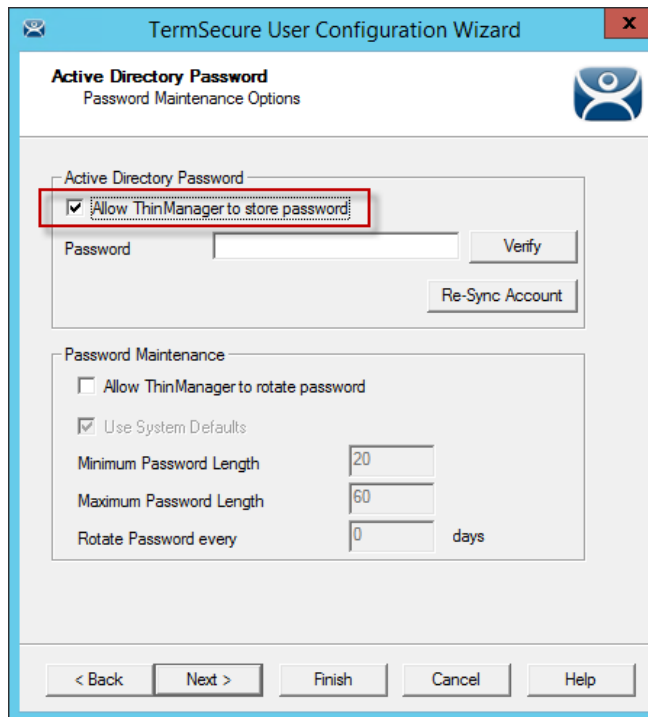 TermSecure User Configuration Wizard
x
Active Directory Password
Password Maintenance Options
Active Directory Password
Allow ThinManager to store password
Password
Verify
Re-Sync Account
Password Maintenance
Allow ThinManager to rotate password
Use System Defaults
Minimum Password Length 20
Maximum Password Length 60
Rotate Password every 0 days
< Back Next > Finish Cancel Help